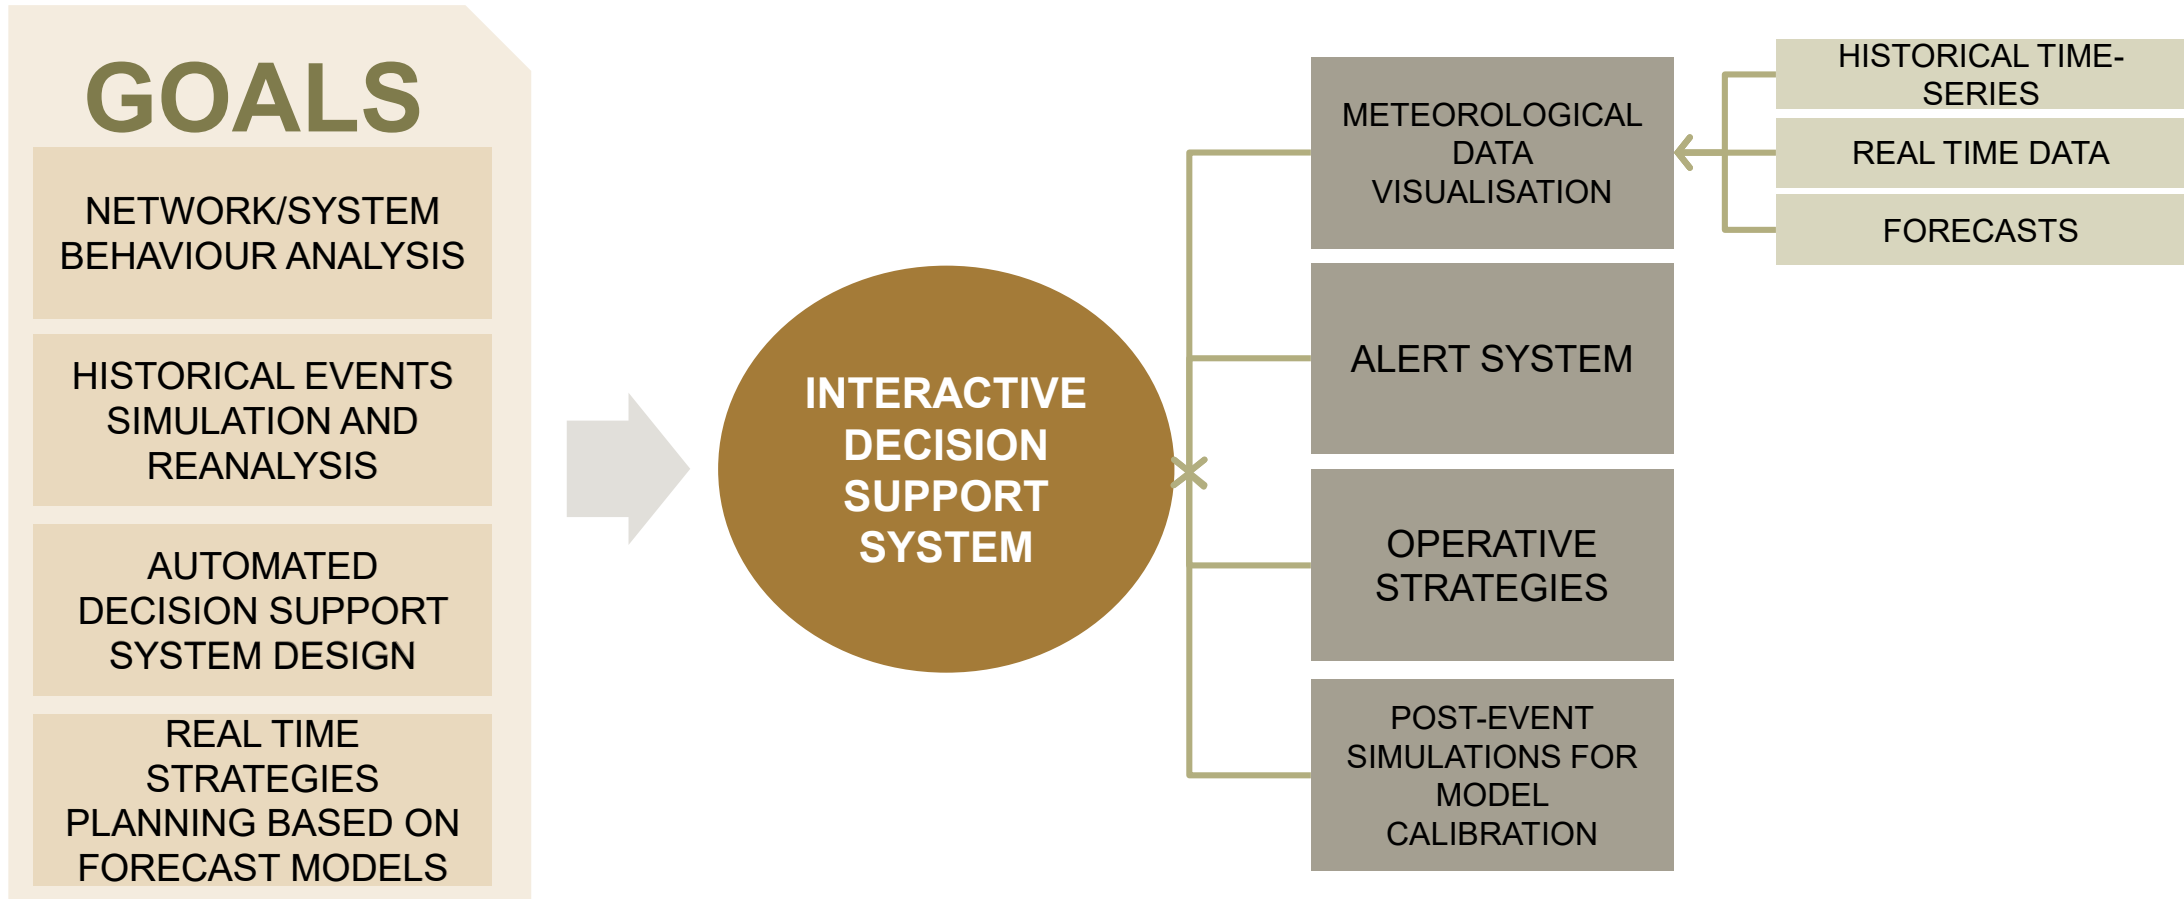 GOALS
NETWORK/SYSTEM
BEHAVIOUR ANALYSIS
HISTORICAL EVENTS
SIMULATION AND
REANALYSIS
AUTOMATED
DECISION SUPPORT
SYSTEM DESIGN
REAL TIME
STRATEGIES
PLANNING BASED ON
FORECAST MODELS
INTERACTIVE
DECISION
SUPPORT
SYSTEM
METEOROLOGICAL
DATA
VISUALISATION
ALERT SYSTEM
OPERATIVE
STRATEGIES
POST-EVENT
SIMULATIONS FOR
MODEL
CALIBRATION
HISTORICAL TIME-
SERIES
REAL TIME DATA
FORECASTS